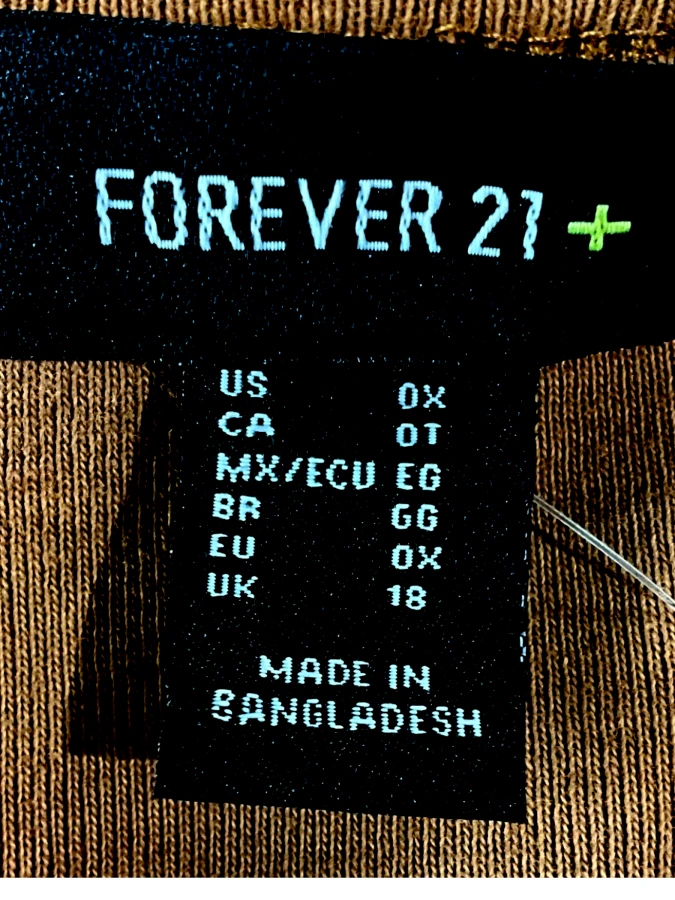 FOREVER 21 +
US 0X
CA 0T
MX/ECU EG
BR GG
EU 0X
UK 18
MADE IN
BANGLADESH